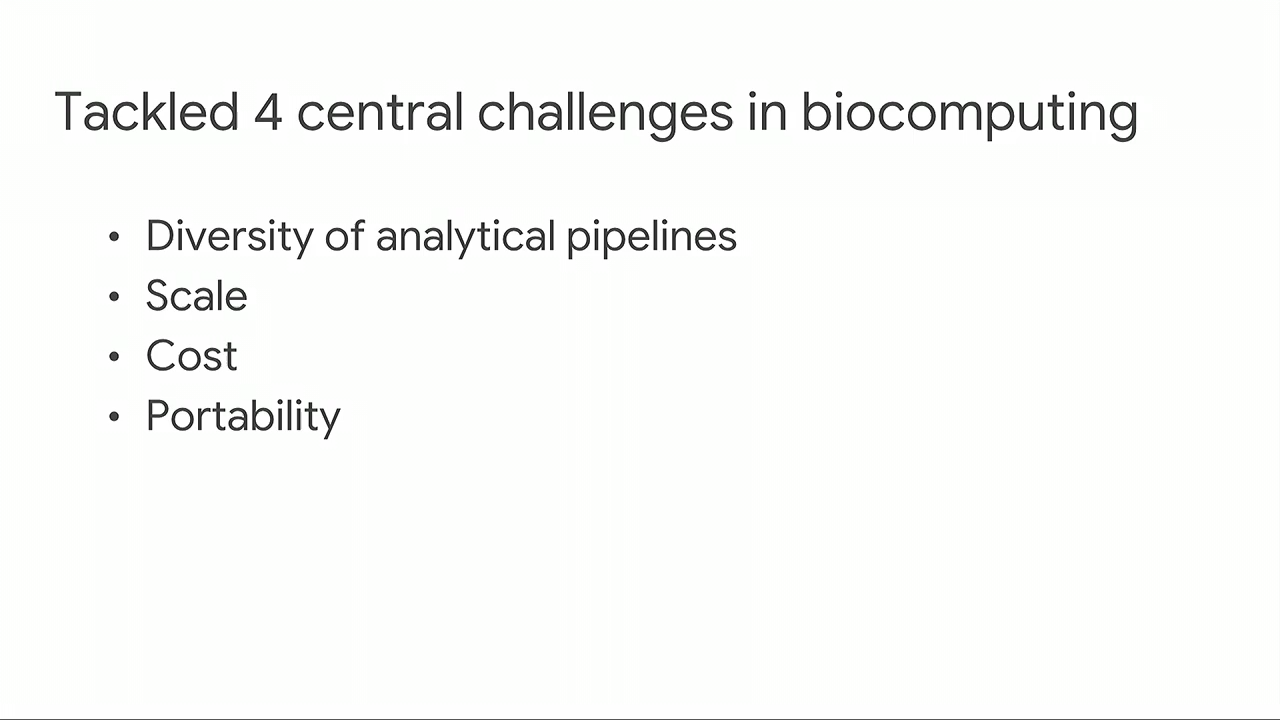 Tackled 4 central challenges in biocomputing
• Diversity of analytical pipelines
• Scale
• Cost
• Portability